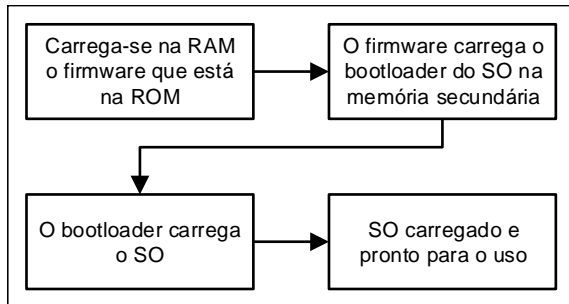 Carrega-se na RAM
o firmware que está
na ROM
O firmware carrega o
bootloader do SO na
memória secundária
O bootloader carrega
o SO
SO carregado e
pronto para o uso